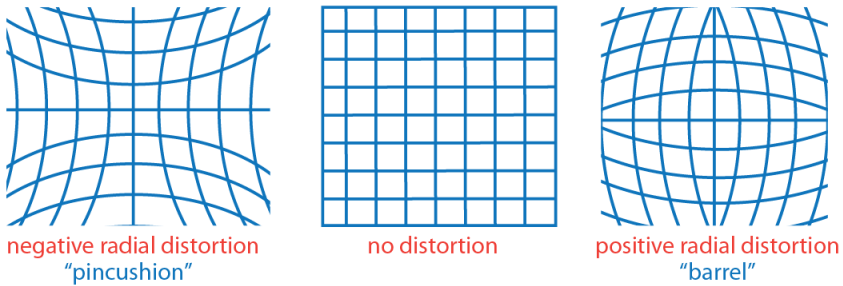 negative radial distortion
“pincushion”
no distortion
positive radial distortion
“barrel”